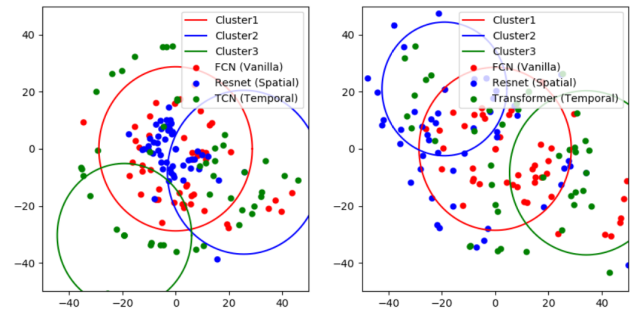 Cluster1
Cluster2
Cluster3
FCN (Vanilla)
Resnet (Spatial)
TCN (Temporal)
40
20
0
−20
−40
−40
−20
0
20
40
Cluster1
Cluster2
Cluster3
FCN (Vanilla)
Resnet (Spatial)
Transformer (Temporal)
40
20
0
−20
−40
−40
−20
0
20
40